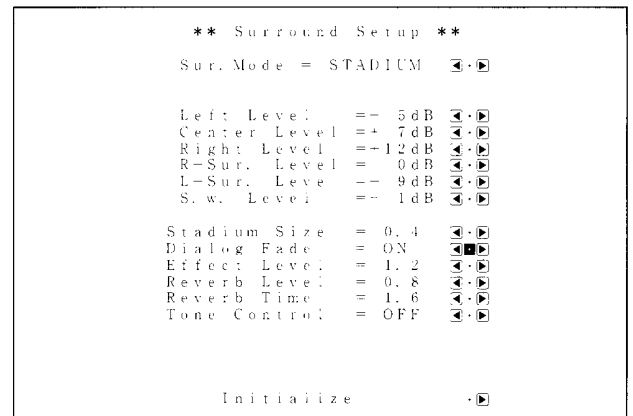 ** Surround Setup **
Sur.Mode = STADIUM ◀・▶
Left Level =- 5dB ◀・▶
Center Level =+ 7dB ◀・▶
Right Level =+12dB ◀・▶
R-Sur. Level = 0dB ◀・▶
L-Sur. Level =- 9dB ◀・▶
S.w. Level =- 1dB ◀・▶
Stadium Size = 0.4 ◀・▶
Dialog Fade = ON ◀・▶
Effect Level = 1.2 ◀・▶
Reverb Level = 0.8 ◀・▶
Reverb Time = 1.6 ◀・▶
Tone Control = OFF ◀・▶
Initialize ・▶